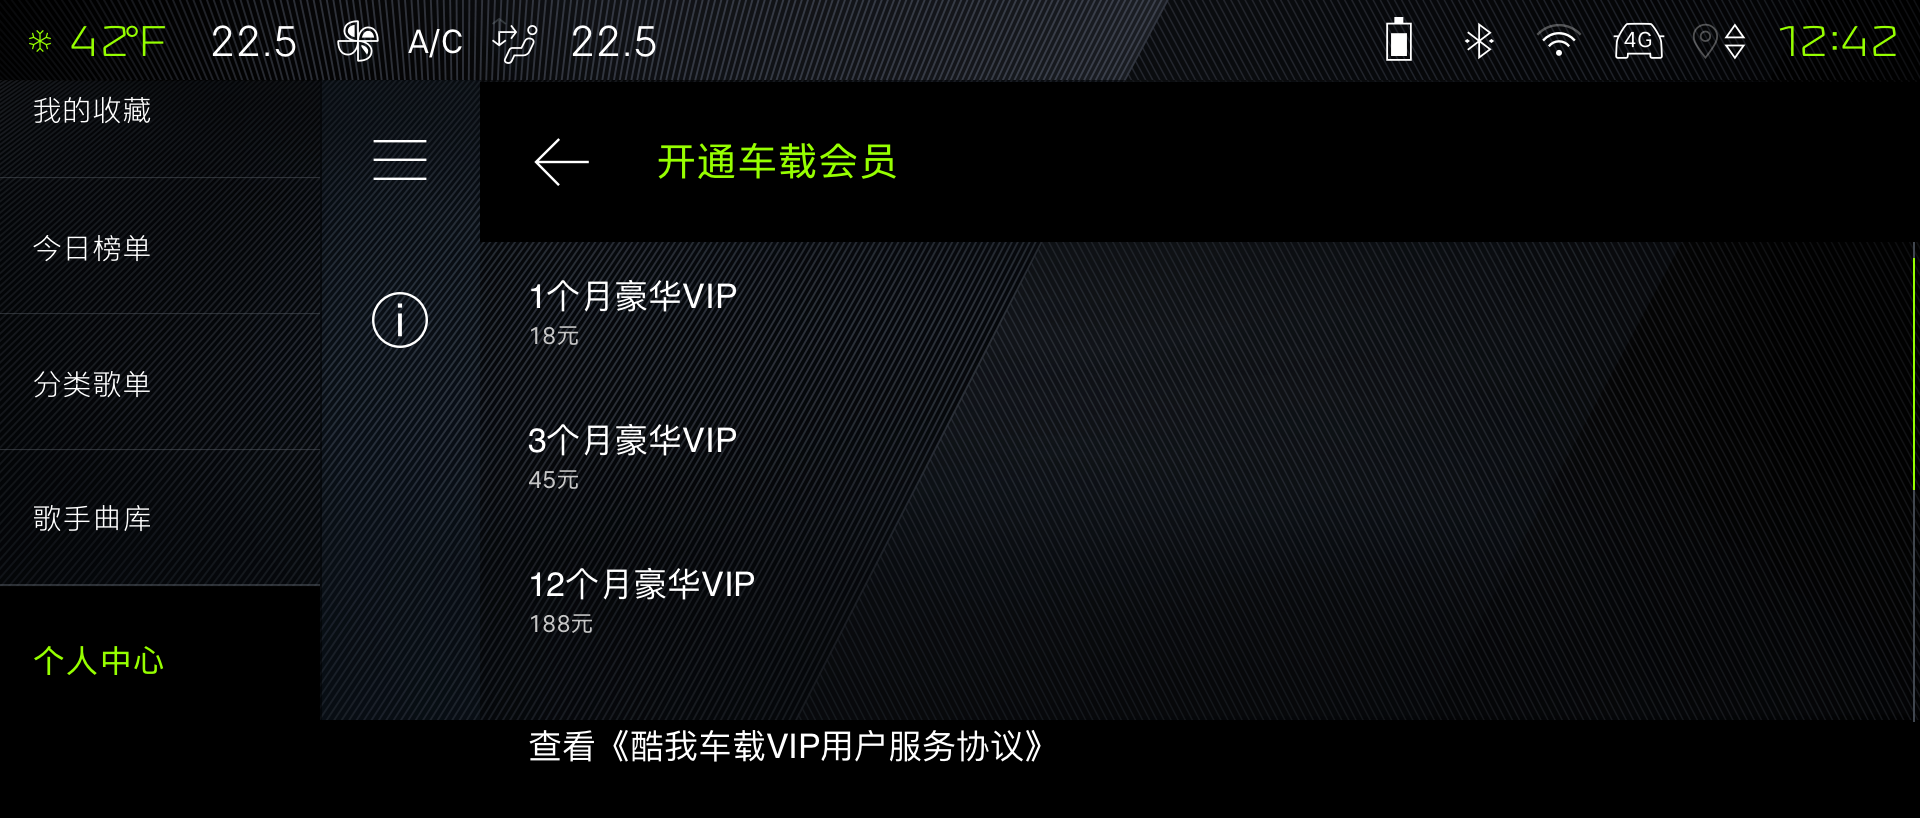 42°F 22.5 A/C 22.5 4G 12:42
我的收藏
今日榜单
分类歌单
歌手曲库
个人中心
开通车载会员
1个月豪华VIP
18元
3个月豪华VIP
45元
12个月豪华VIP
188元
查看《酷我车载VIP用户服务协议》